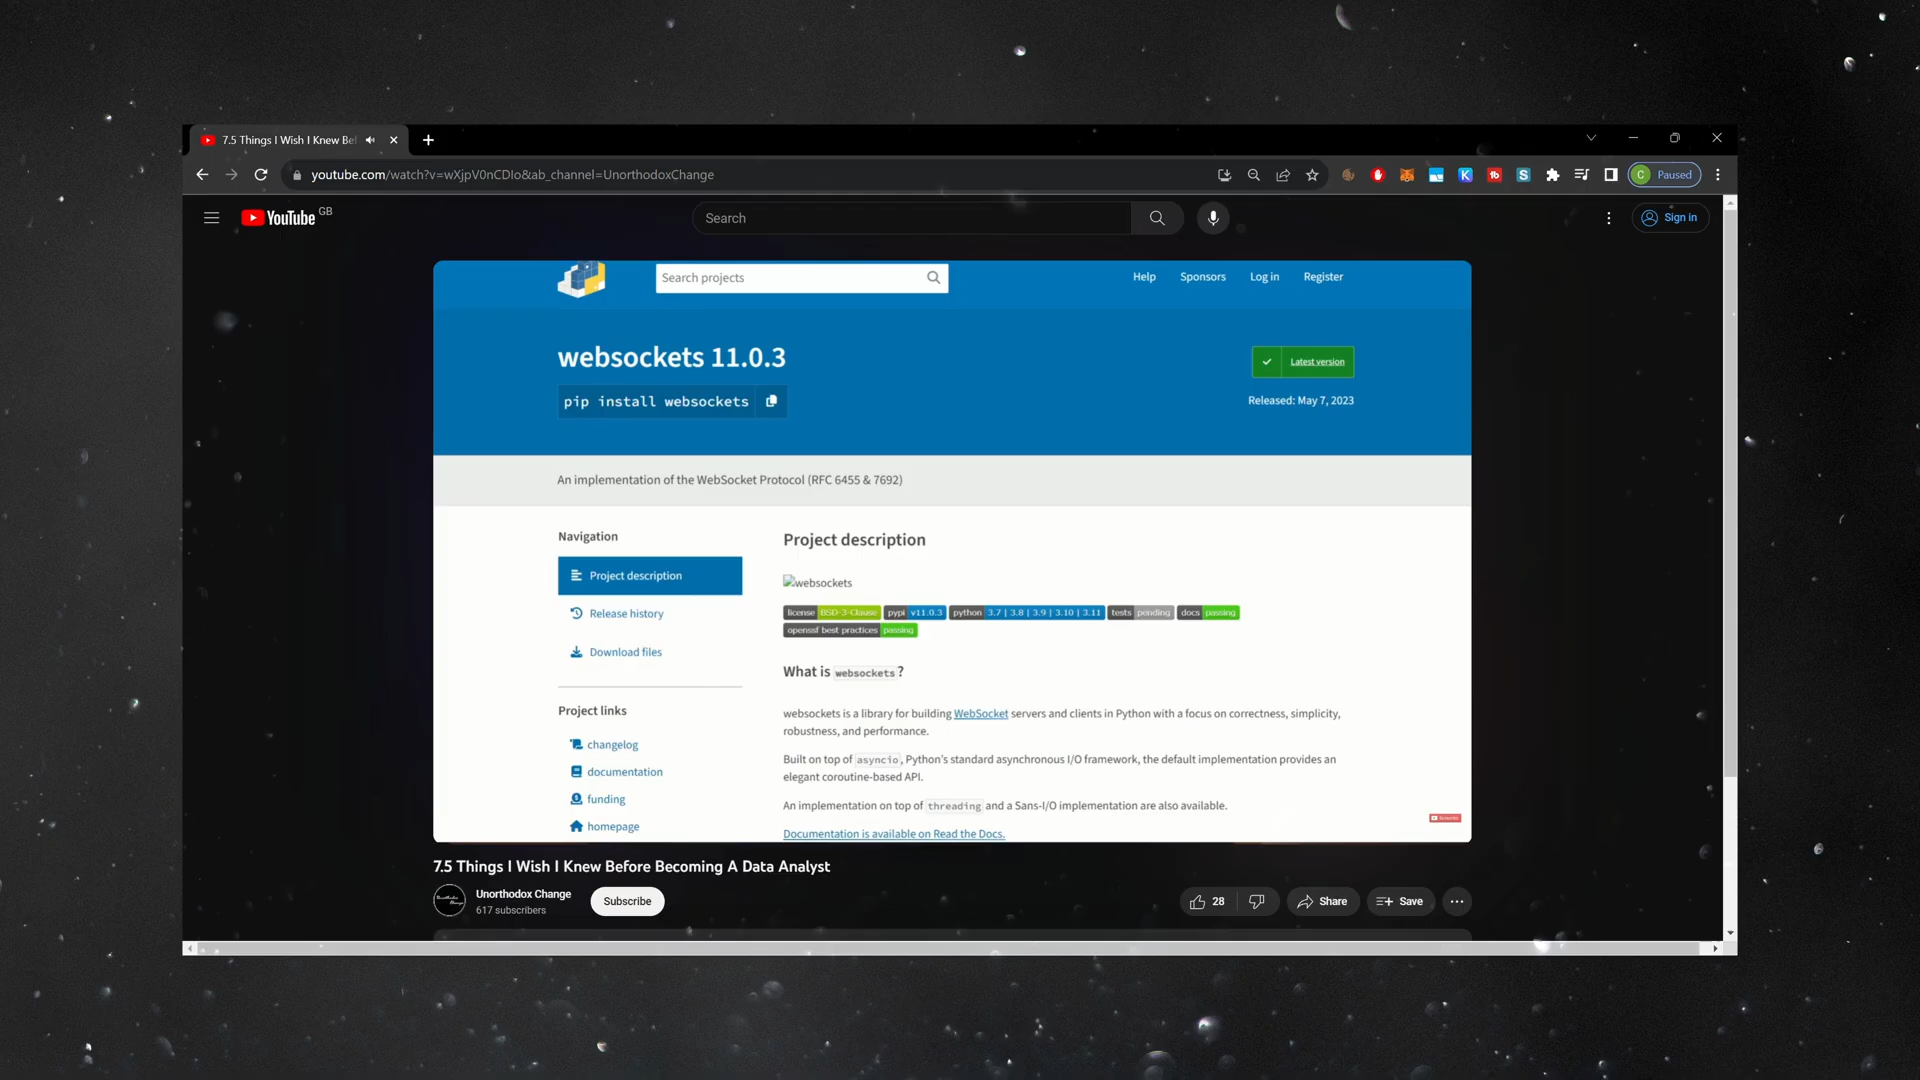 7.5 Things I Wish I Knew Bef
youtube.com/watch?v=wXjpV0nCDIo&ab_channel=UnorthodoxChange
C Paused
YouTube GB
Search
Sign in
Search projects
Help Sponsors Log in Register
websockets 11.0.3
Latest version
pip install websockets
Released: May 7, 2023
An implementation of the WebSocket Protocol (RFC 6455 & 7692)
Navigation
Project description
Release history
Download files
Project links
changelog
documentation
funding
homepage
Project description
websockets
license BSD-3-Clause pypi v11.0.3 python 3.7 | 3.8 | 3.9 | 3.10 | 3.11 tests pending docs passing
openssf best practices passing
What is websockets?
websockets is a library for building WebSocket servers and clients in Python with a focus on correctness, simplicity,
robustness, and performance.
Built on top of asyncio, Python's standard asynchronous I/O framework, the default implementation provides an
elegant coroutine-based API.
An implementation on top of threading and a Sans-I/O implementation are also available.
Documentation is available on Read the Docs.
7.5 Things I Wish I Knew Before Becoming A Data Analyst
Unorthodox Change
617 subscribers
Subscribe
28
Share
Save